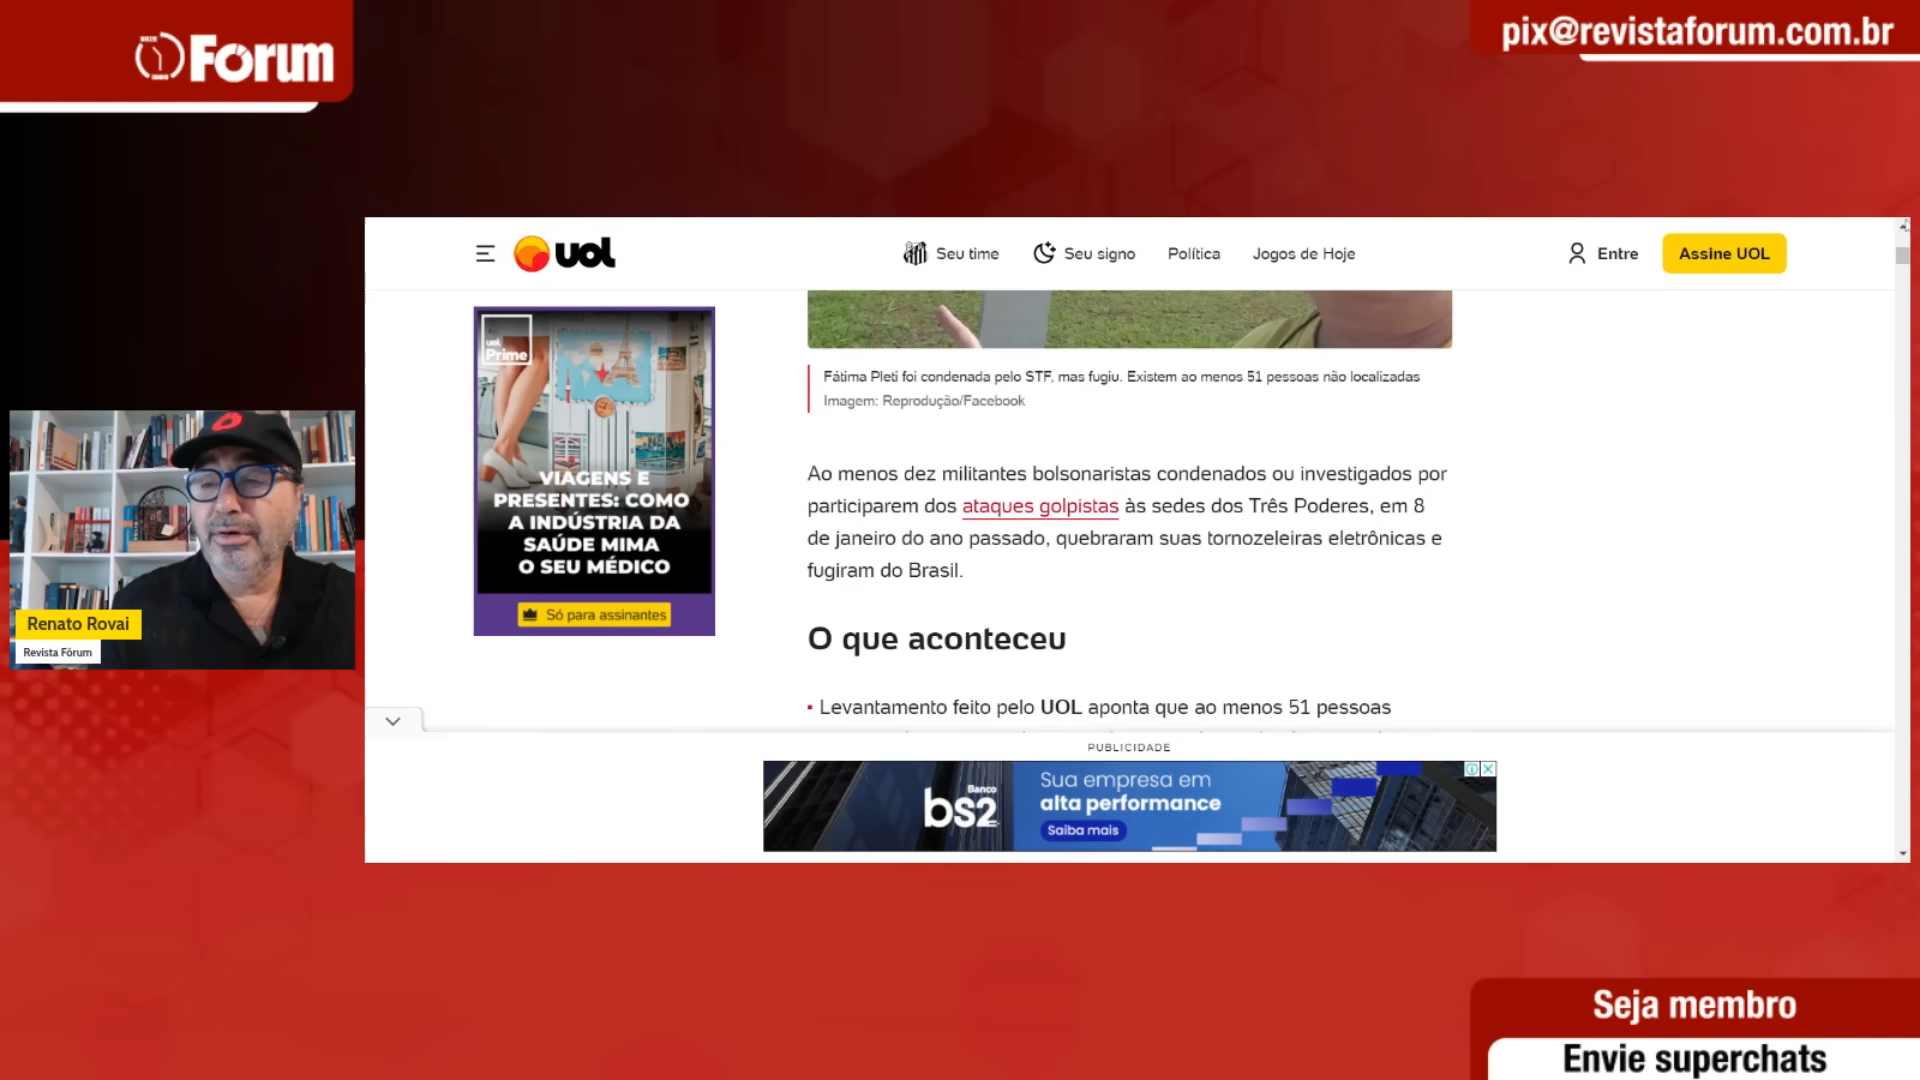 Forum
pix@revistaforum.com.br
uol
Seu time
Seu signo
Política
Jogos de Hoje
Entre
Assine UOL
uol
Prime
VIAGENS E
PRESENTES: COMO
A INDÚSTRIA DA
SAÚDE MIMA
O SEU MÉDICO
Só para assinantes
Fátima Pleti foi condenada pelo STF, mas fugiu. Existem ao menos 51 pessoas não localizadas
Imagem: Reprodução/Facebook
Ao menos dez militantes bolsonaristas condenados ou investigados por
participarem dos ataques golpistas às sedes dos Três Poderes, em 8
de janeiro do ano passado, quebraram suas tornozeleiras eletrônicas e
fugiram do Brasil.
O que aconteceu
▪ Levantamento feito pelo UOL aponta que ao menos 51 pessoas
Renato Rovai
Revista Fórum
PUBLICIDADE
Banco
bs2
Sua empresa em
alta performance
Saiba mais
Seja membro
Envie superchats